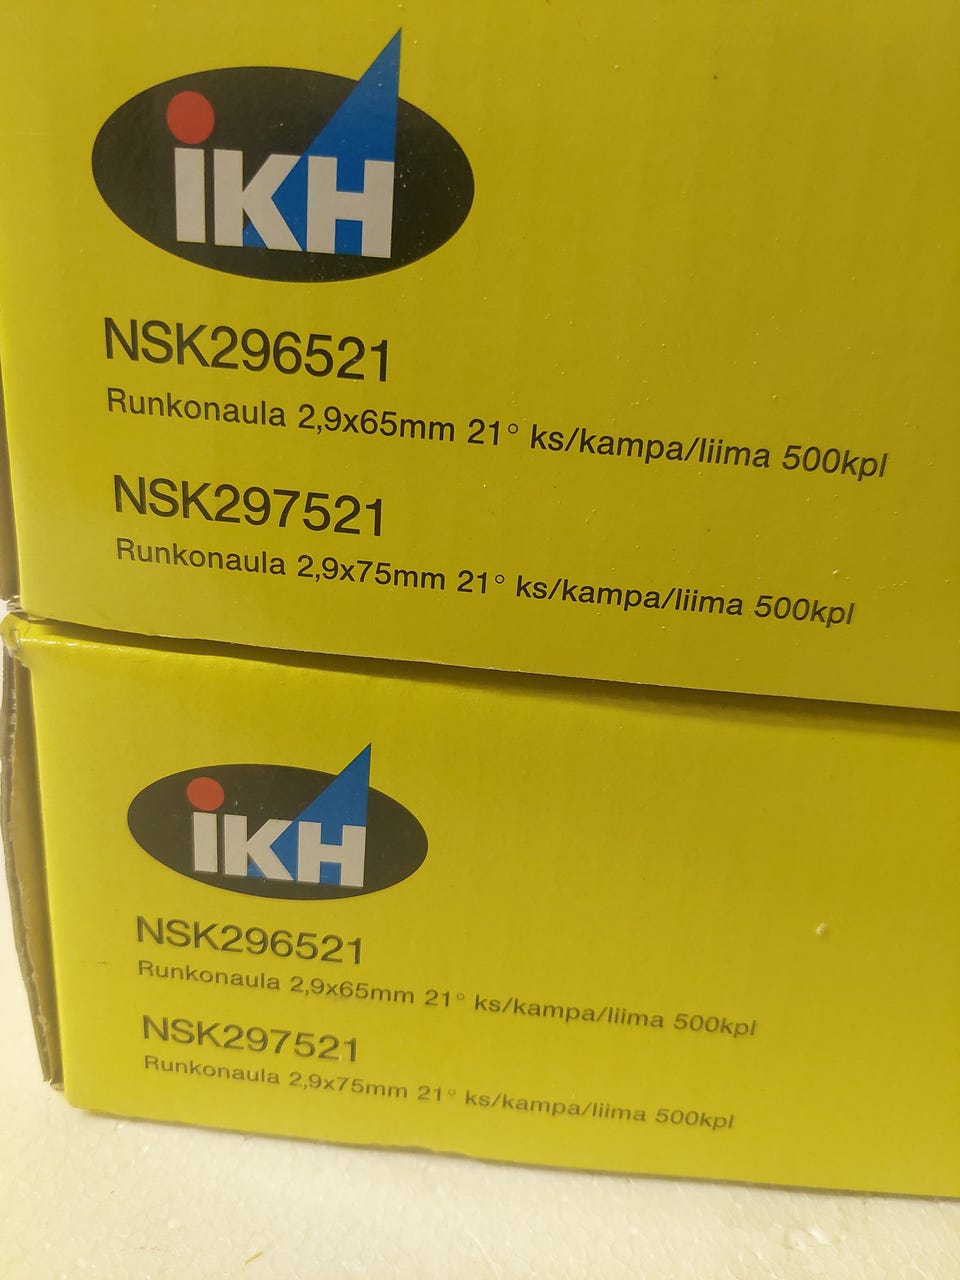 iKH
NSK296521
Runkonaula 2,9x65mm 21° ks/kampa/liima 500kpl
NSK297521
Runkonaula 2,9x75mm 21° ks/kampa/liima 500kpl
iKH
NSK296521
Runkonaula 2,9x65mm 21° ks/kampa/liima 500kpl
NSK297521
Runkonaula 2,9x75mm 21° ks/kampa/liima 500kpl